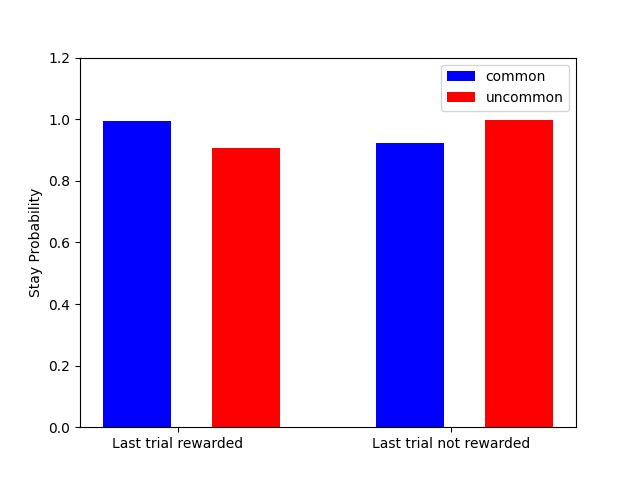 1.2
1.0
0.8
0.6
0.4
0.2
0.0
Stay Probability
common
uncommon
Last trial rewarded
Last trial not rewarded